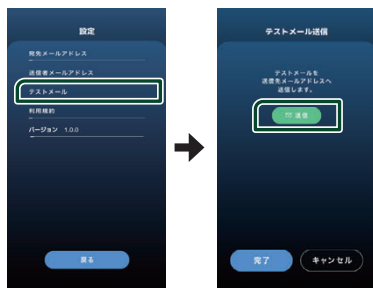 設定
宛先メールアドレス
送信者メールアドレス
テストメール
利用規約
バージョン 1.0.0
戻る
テストメール送信
テストメールを
送信先メールアドレスへ
送信します。
送信
完了
キャンセル